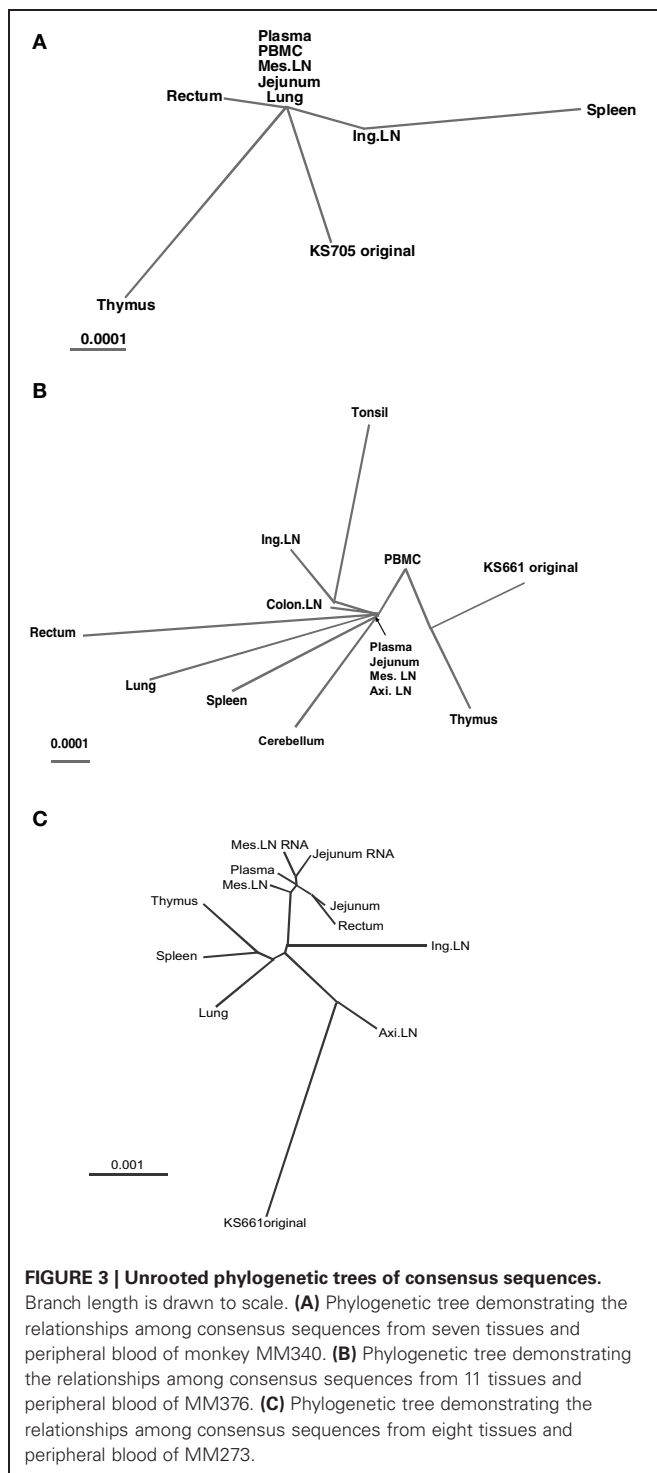 A
Plasma
PBMC
Mes.LN
Jejunum
Rectum
Lung
Ing.LN
Spleen
KS705 original
Thymus
0.0001
B
Tonsil
Ing.LN
PBMC
KS661 original
Colon.LN
Rectum
Plasma
Jejunum
Mes. LN
Axi. LN
Lung
Spleen
Thymus
Cerebellum
0.0001
C
Mes.LN RNA
Jejunum RNA
Plasma
Mes.LN
Thymus
Jejunum
Rectum
Ing.LN
Spleen
Lung
Axi.LN
0.001
KS661original
FIGURE 3 | Unrooted phylogenetic trees of consensus sequences.
Branch length is drawn to scale. (A) Phylogenetic tree demonstrating the
relationships among consensus sequences from seven tissues and
peripheral blood of monkey MM340. (B) Phylogenetic tree demonstrating
the relationships among consensus sequences from 11 tissues and
peripheral blood of MM376. (C) Phylogenetic tree demonstrating the
relationships among consensus sequences from eight tissues and
peripheral blood of MM273.